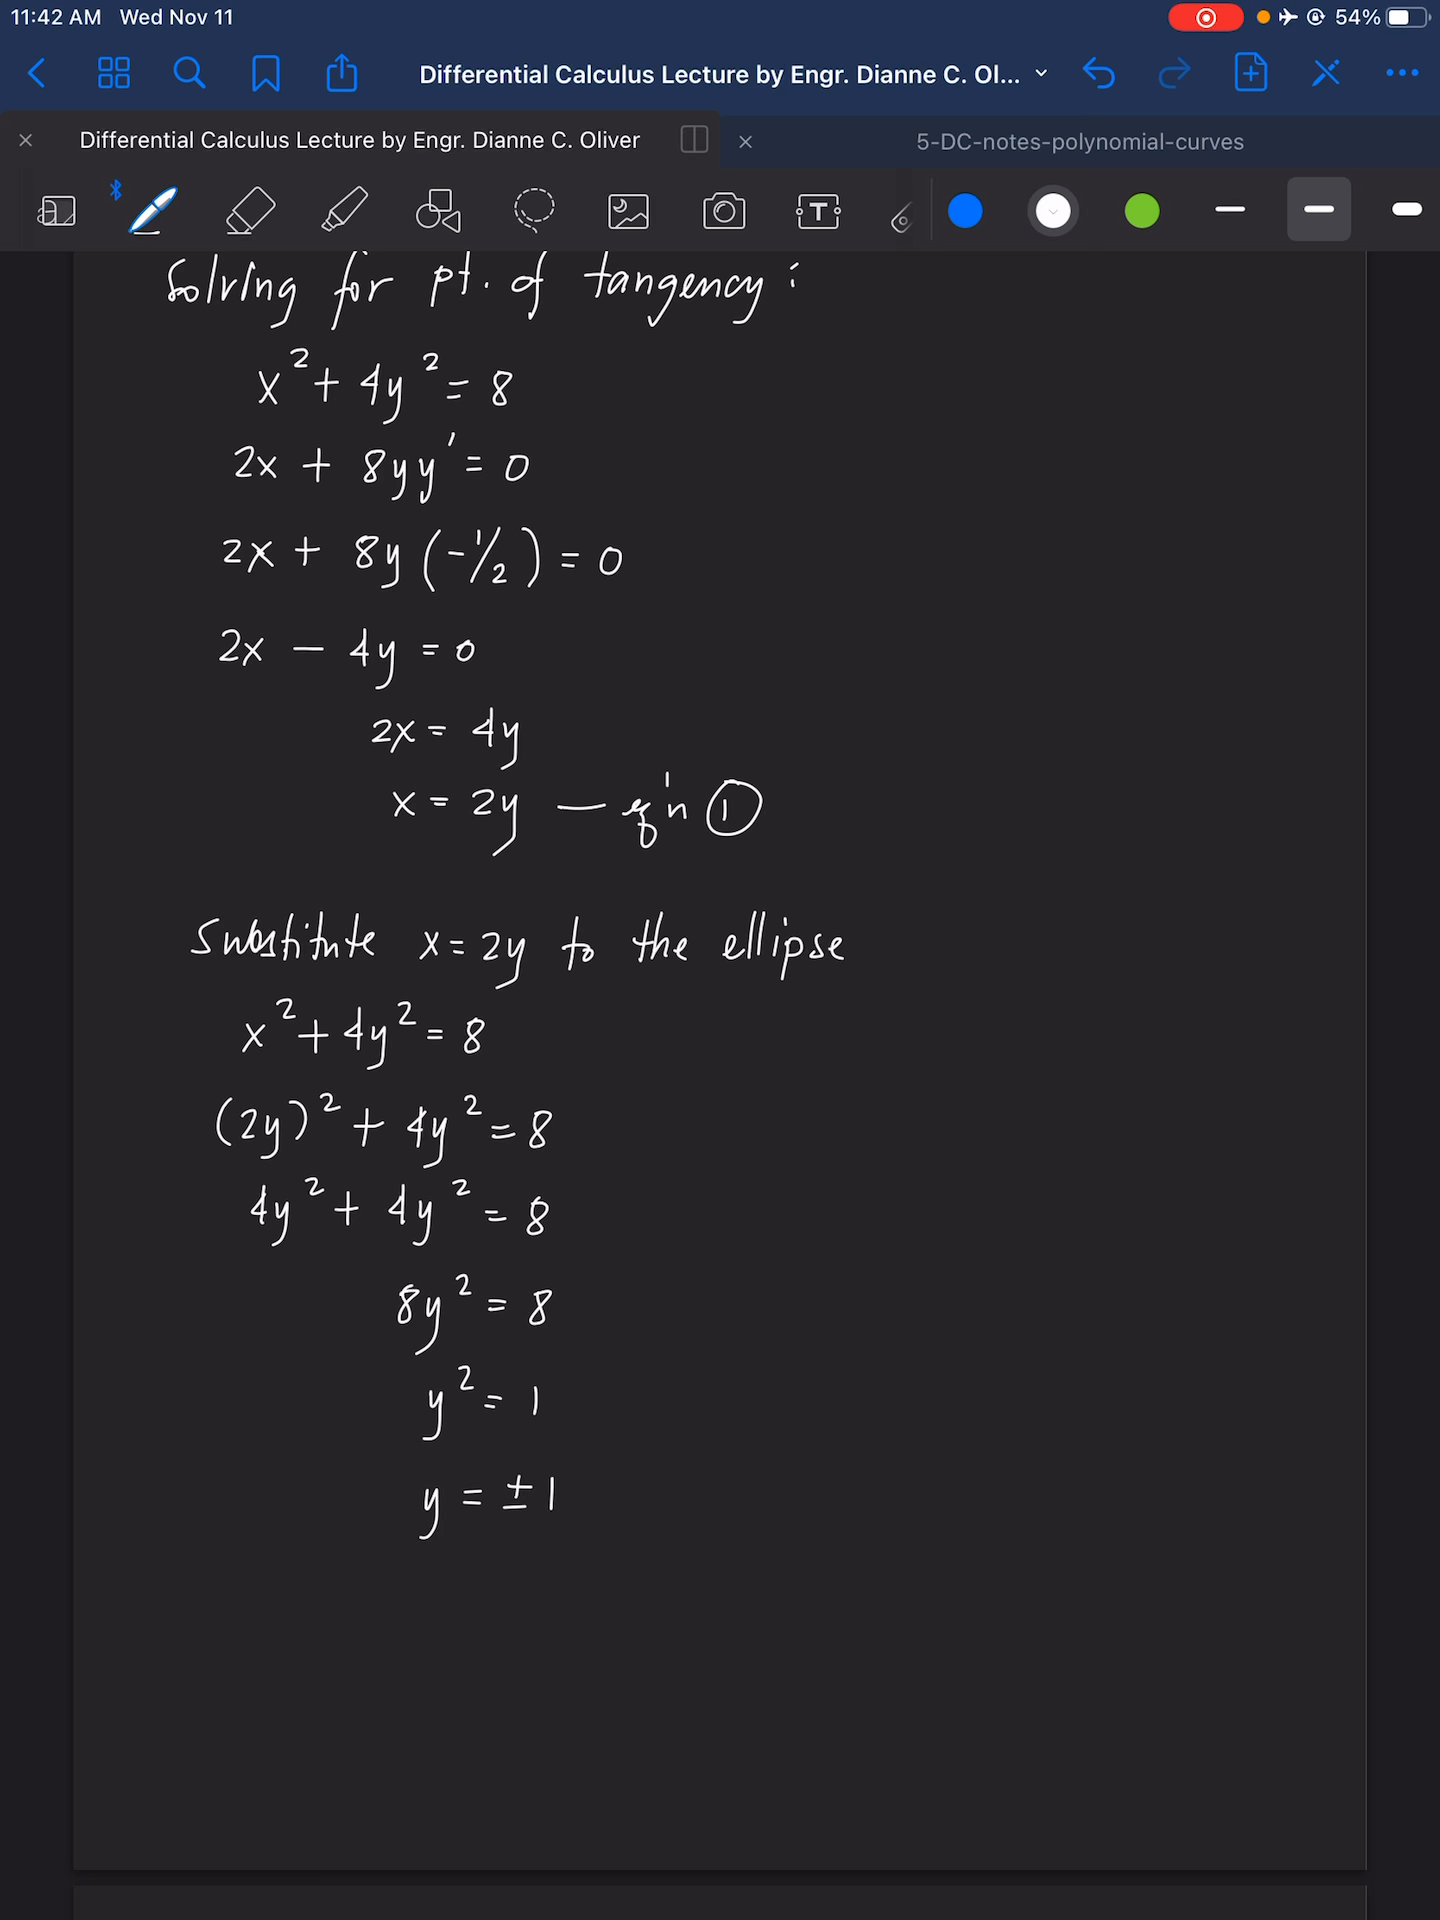 11:42 AM Wed Nov 11 54%
Differential Calculus Lecture by Engr. Dianne C. Ol...
Differential Calculus Lecture by Engr. Dianne C. Oliver
5-DC-notes-polynomial-curves
Solving for pt. of tangency :
x² + 4y² = 8
2x + 8yy' = 0
2x + 8y (-1/2) = 0
2x - 4y = 0
2x = 4y
x = 2y — eq'n ①
Substitute x = 2y to the ellipse
x² + 4y² = 8
(2y)² + 4y² = 8
4y² + 4y² = 8
8y² = 8
y² = 1
y = ±1